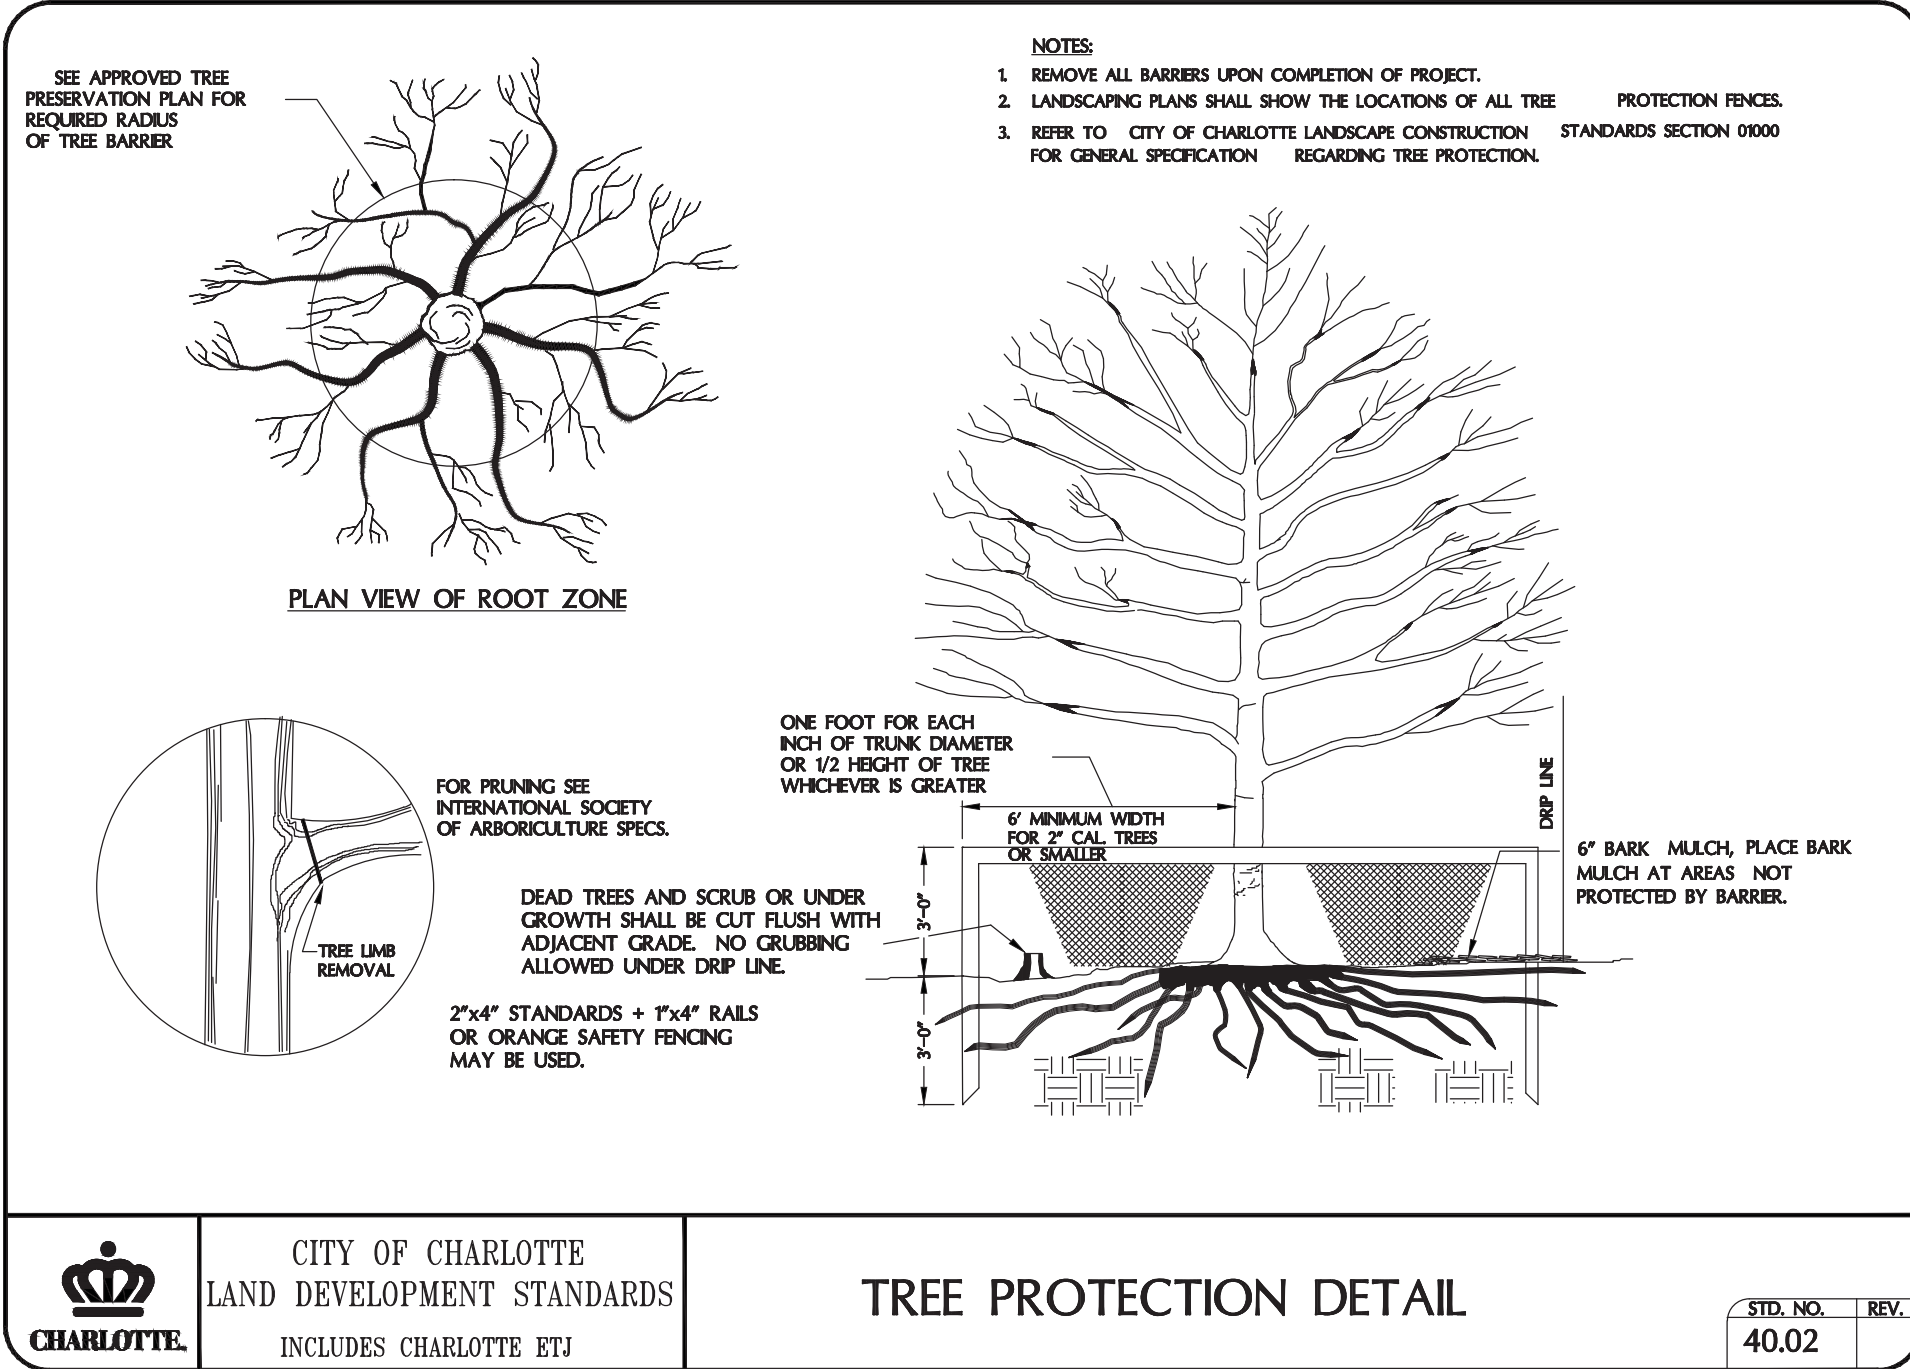 SEE APPROVED TREE
PRESERVATION PLAN FOR
REQUIRED RADIUS
OF TREE BARRIER
NOTES:
1. REMOVE ALL BARRIERS UPON COMPLETION OF PROJECT.
2. LANDSCAPING PLANS SHALL SHOW THE LOCATIONS OF ALL TREE PROTECTION FENCES.
3. REFER TO CITY OF CHARLOTTE LANDSCAPE CONSTRUCTION STANDARDS SECTION 01000
FOR GENERAL SPECIFICATION REGARDING TREE PROTECTION.
PLAN VIEW OF ROOT ZONE
FOR PRUNING SEE
INTERNATIONAL SOCIETY
OF ARBORICULTURE SPECS.
TREE LIMB
REMOVAL
ONE FOOT FOR EACH
INCH OF TRUNK DIAMETER
OR 1/2 HEIGHT OF TREE
WHICHEVER IS GREATER
6' MINIMUM WIDTH
FOR 2" CAL. TREES
OR SMALLER
DRIP LINE
6" BARK MULCH, PLACE BARK
MULCH AT AREAS NOT
PROTECTED BY BARRIER.
DEAD TREES AND SCRUB OR UNDER
GROWTH SHALL BE CUT FLUSH WITH
ADJACENT GRADE. NO GRUBBING
ALLOWED UNDER DRIP LINE.
3'-0"
3'-0"
2"x4" STANDARDS + 1"x4" RAILS
OR ORANGE SAFETY FENCING
MAY BE USED.
CHARLOTTE.
CITY OF CHARLOTTE
LAND DEVELOPMENT STANDARDS
INCLUDES CHARLOTTE ETJ
TREE PROTECTION DETAIL
STD. NO.
40.02
REV.